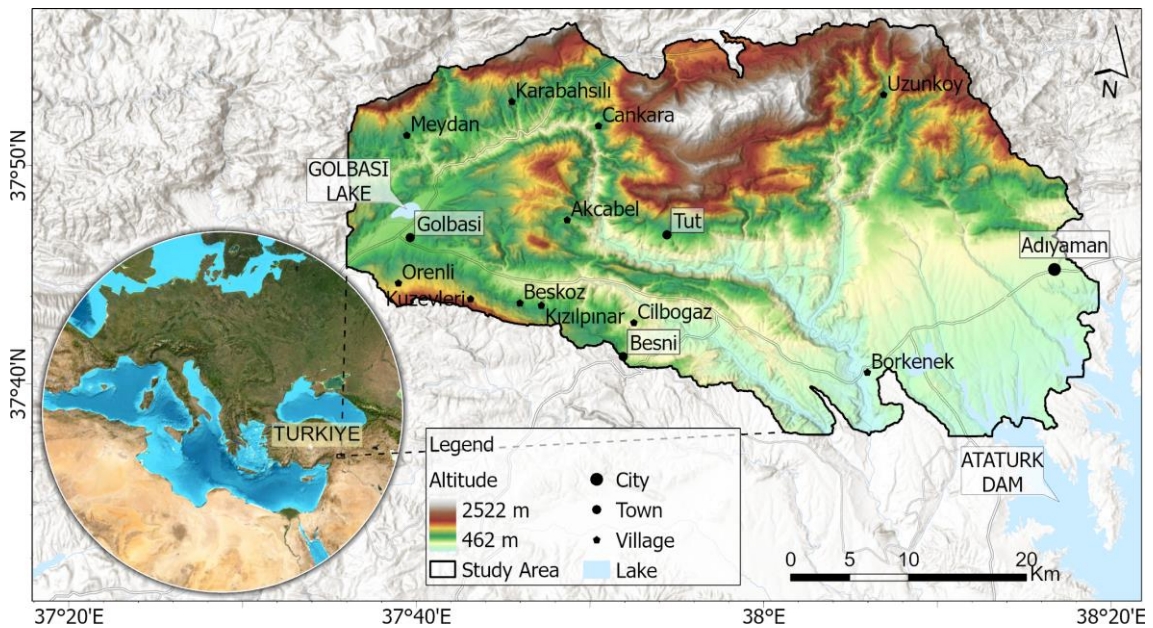 N
Uzunkoy
Karabahsılı
Cankara
Meydan
37°50'N
GOLBASI
LAKE
Akcabel
Golbasi
Tut
Adıyaman
Orenli
Kuzevleri
Beskoz
Kızılpınar
Cilbogaz
Besni
Borkenek
37°40'N
TURKIYE
ATATURK
DAM
Legend
Altitude
2522 m
462 m
Study Area
City
Town
Village
Lake
0 5 10 20
Km
37°20'E 37°40'E 38°E 38°20'E